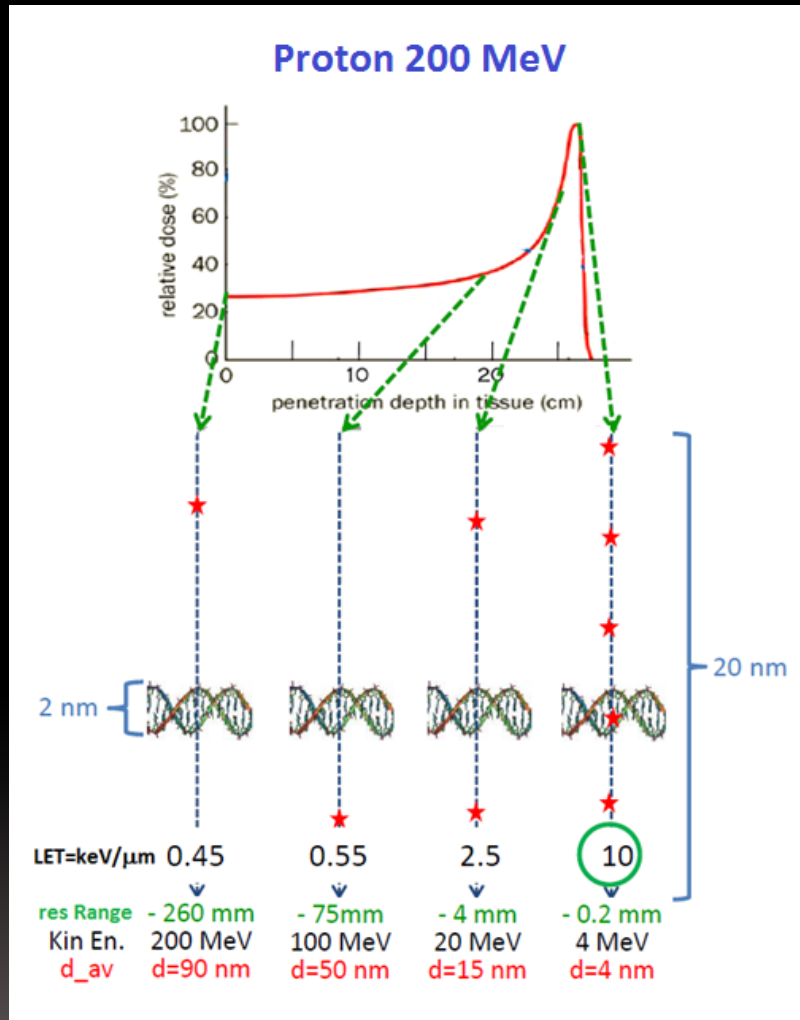 Proton 200 MeV
100
80
60
40
20
0
relative dose (%)
0 10 20
penetration depth in tissue (cm)
20 nm
2 nm
LET=keV/μm 0.45 0.55 2.5 10
res Range - 260 mm - 75mm - 4 mm - 0.2 mm
Kin En. 200 MeV 100 MeV 20 MeV 4 MeV
d_av d=90 nm d=50 nm d=15 nm d=4 nm